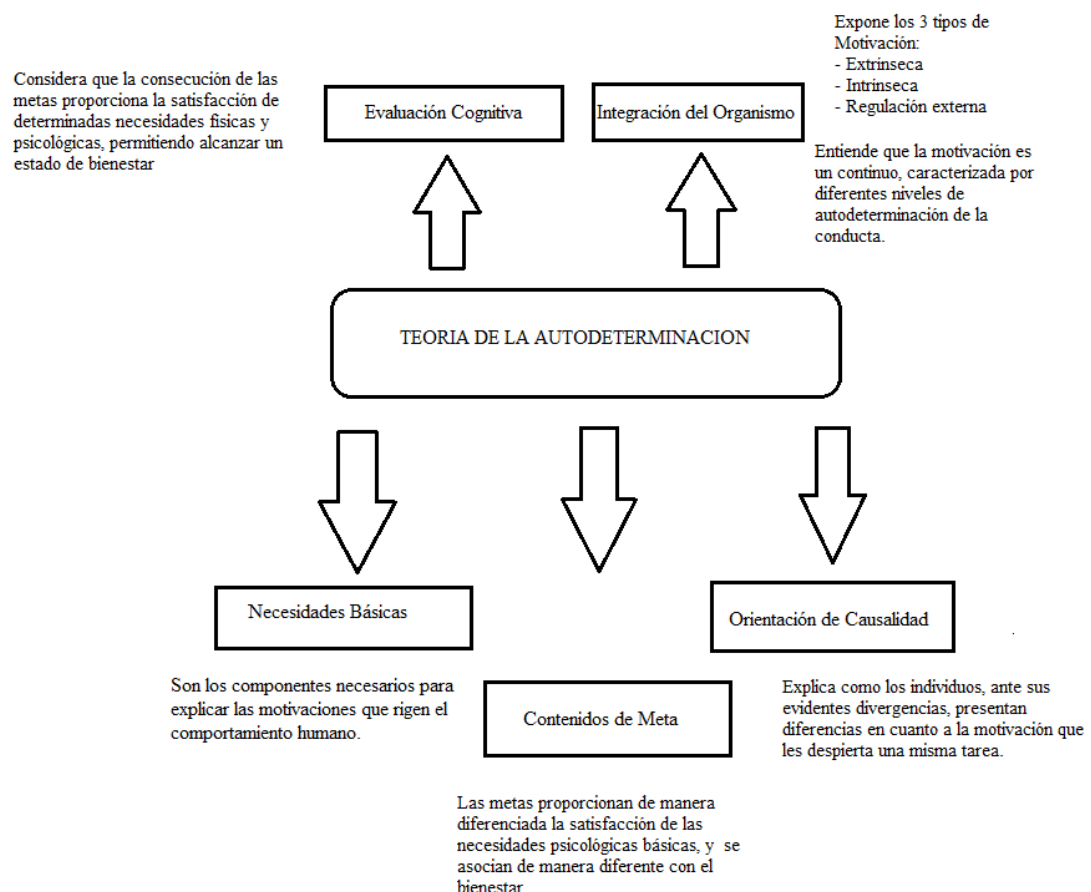 Expone los 3 tipos de
Motivación:
- Extrinseca
- Intrínseca
- Regulación externa
Considera que la consecución de las
metas proporciona la satisfacción de
determinadas necesidades físicas y
psicológicas, permitiendo alcanzar un
estado de bienestar
Evaluación Cognitiva
Integración del Organismo
Entiende que la motivación es
un continuo, caracterizada por
diferentes niveles de
autodeterminación de la
conducta.
TEORIA DE LA AUTODETERMINACION
Necesidades Básicas
Orientación de Causalidad
Son los componentes necesarios para
explicar las motivaciones que rigen el
comportamiento humano.
Contenidos de Meta
Explica como los individuos, ante sus
evidentes divergencias, presentan
diferencias en cuanto a la motivación que
les despierta una misma tarea.
Las metas proporcionan de manera
diferenciada la satisfacción de las
necesidades psicológicas básicas, y se
asocian de manera diferente con el
bienestar